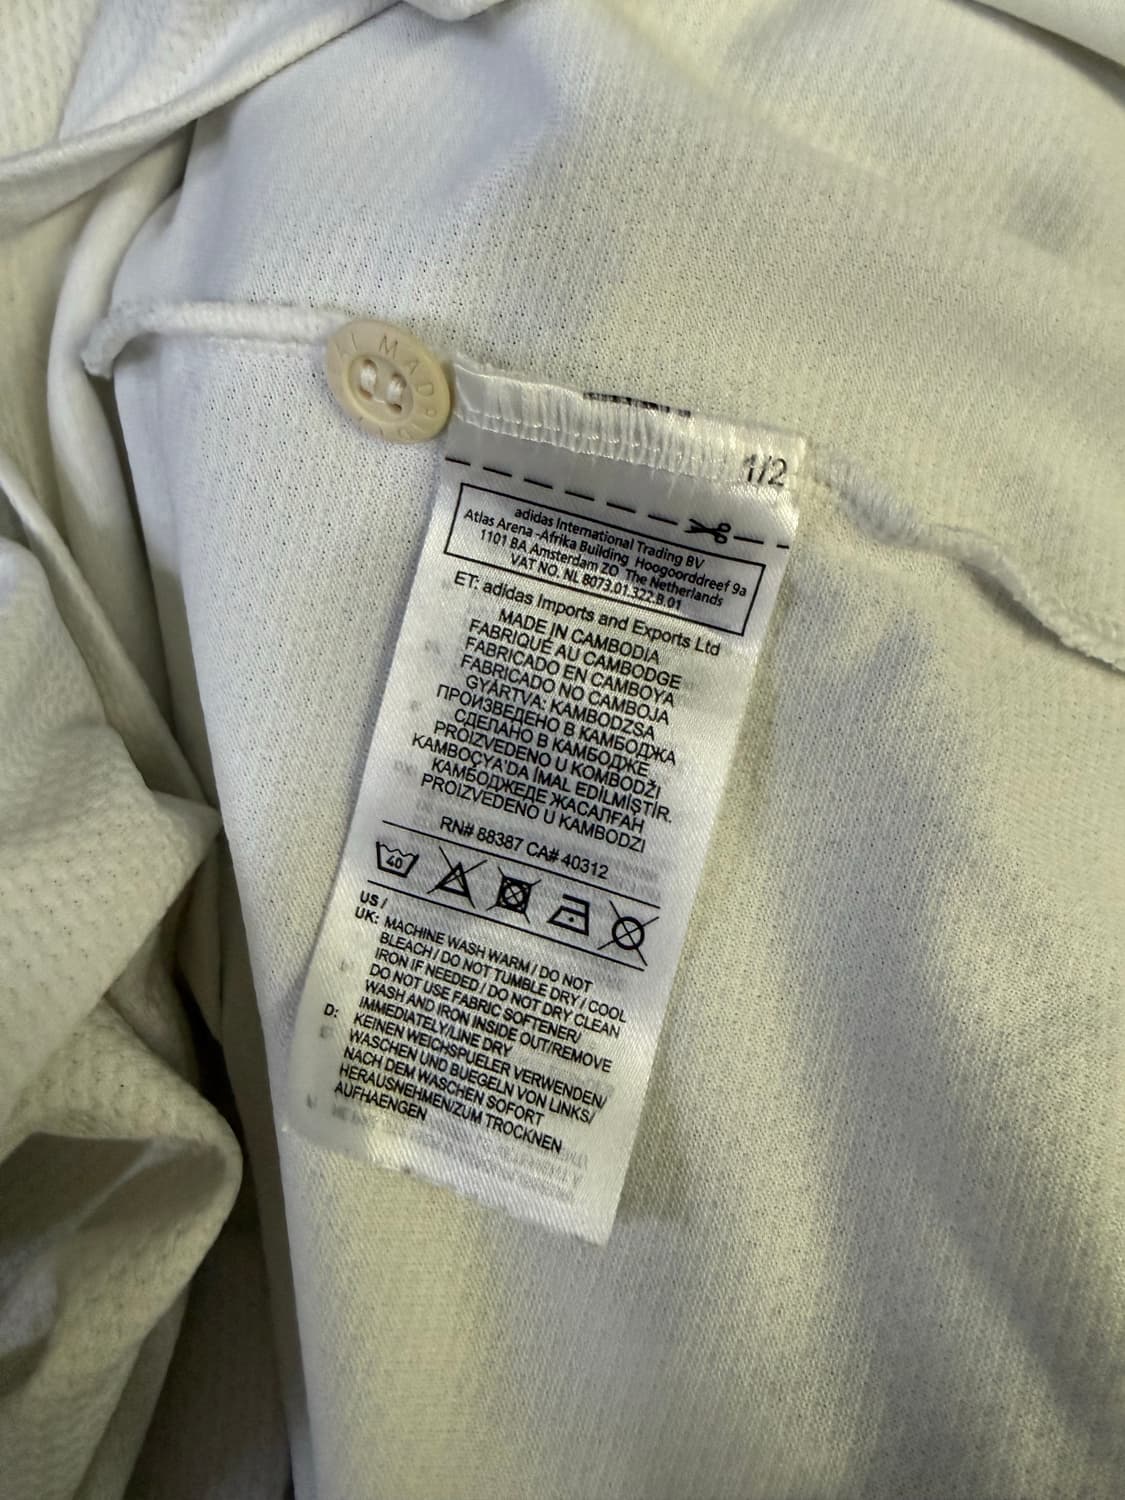 MAD
1/2
adidas International Trading BV
Atlas Arena -Afrika Building Hoogoorddreef 9a
1101 BA Amsterdam ZO The Netherlands
VAT NO. NL 8073.01.322.B.01
ET: adidas Imports and Exports Ltd
MADE IN CAMBODIA
FABRIQUÉ AU CAMBODGE
FABRICADO EN CAMBOYA
FABRICADO NO CAMBOJA
GYÁRTVA: KAMBODZSA
ПРОИЗВЕДЕНО В КАМБОДЖА
СДЕЛАНО В КАМБОДЖЕ
PROIZVEDENO U KOMBODŽI
KAMBOÇYA'DA İMAL EDİLMİŞTİR.
КАМБОДЖЕДЕ ЖАСАЛҒАН
PROIZVEDENO U KAMBODZI
RN# 88387 CA# 40312
40
US /
UK: MACHINE WASH WARM / DO NOT
BLEACH / DO NOT TUMBLE DRY / COOL
IRON IF NEEDED / DO NOT DRY CLEAN
DO NOT USE FABRIC SOFTENER/
WASH AND IRON INSIDE OUT/REMOVE
IMMEDIATELY/LINE DRY
D: KEINEN WEICHSPUELER VERWENDEN/
WASCHEN UND BUEGELN VON LINKS/
NACH DEM WASCHEN SOFORT
HERAUSNEHMEN/ZUM TROCKNEN
AUFHAENGEN